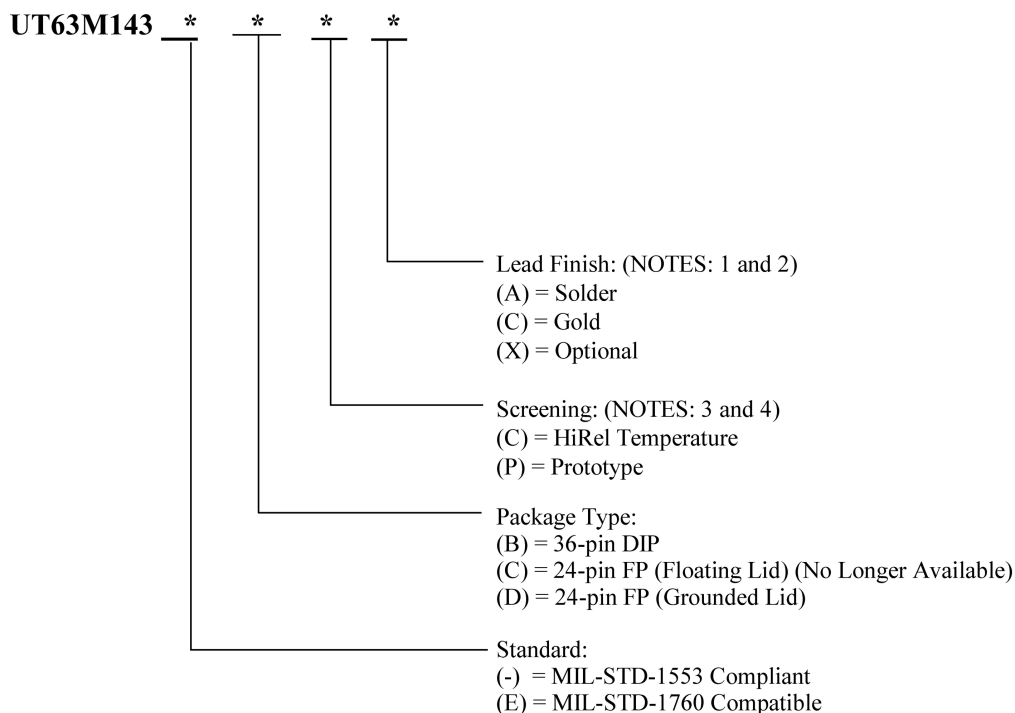 UT63M143 * * * *
Lead Finish: (NOTES: 1 and 2)
(A) = Solder
(C) = Gold
(X) = Optional
Screening: (NOTES: 3 and 4)
(C) = HiRel Temperature
(P) = Prototype
Package Type:
(B) = 36-pin DIP
(C) = 24-pin FP (Floating Lid) (No Longer Available)
(D) = 24-pin FP (Grounded Lid)
Standard:
(-) = MIL-STD-1553 Compliant
(E) = MIL-STD-1760 Compatible